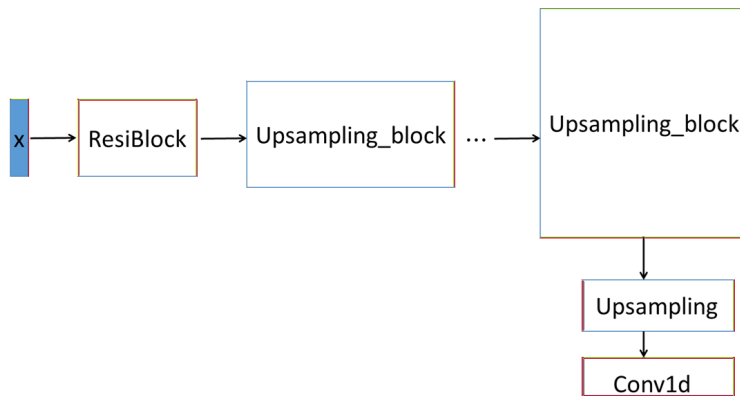 x
ResiBlock
Upsampling_block
...
Upsampling_block
Upsampling
Conv1d